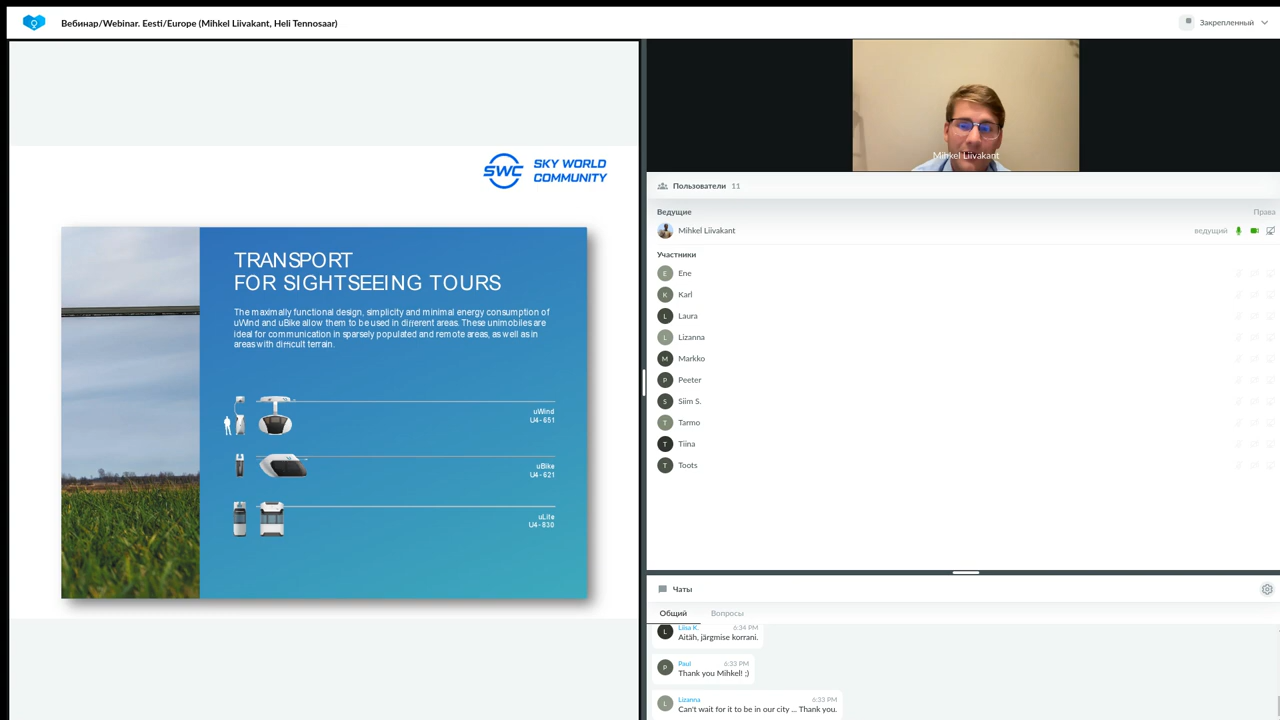 Вебинар/Webinar. Eesti/Europe (Mihkel Liivakant, Heli Tennosaar)
Закрепленный
SWC SKY WORLD
COMMUNITY
TRANSPORT
FOR SIGHTSEEING TOURS
The maximally functional design, simplicity and minimal energy consumption of
uWind and uBike allow them to be used in different areas. These unimobiles are
ideal for communication in sparsely populated and remote areas, as well as in
areas with difficult terrain.
uWind
U4-651
uBike
U4-621
uLite
U4-830
Mihkel Liivakant
Пользователи 11
Ведущие Права
Mihkel Liivakant ведущий
Участники
E Ene
K Karl
L Laura
L Lizanna
M Markko
P Peeter
S Siim S.
T Tarmo
T Tiina
T Toots
Чаты
Общий Вопросы
L Liisa K. 6:34 PM
Aitäh, järgmise korrani.
P Paul 6:33 PM
Thank you Mihkel! ;)
L Lizanna 6:33 PM
Can't wait for it to be in our city ... Thank you.